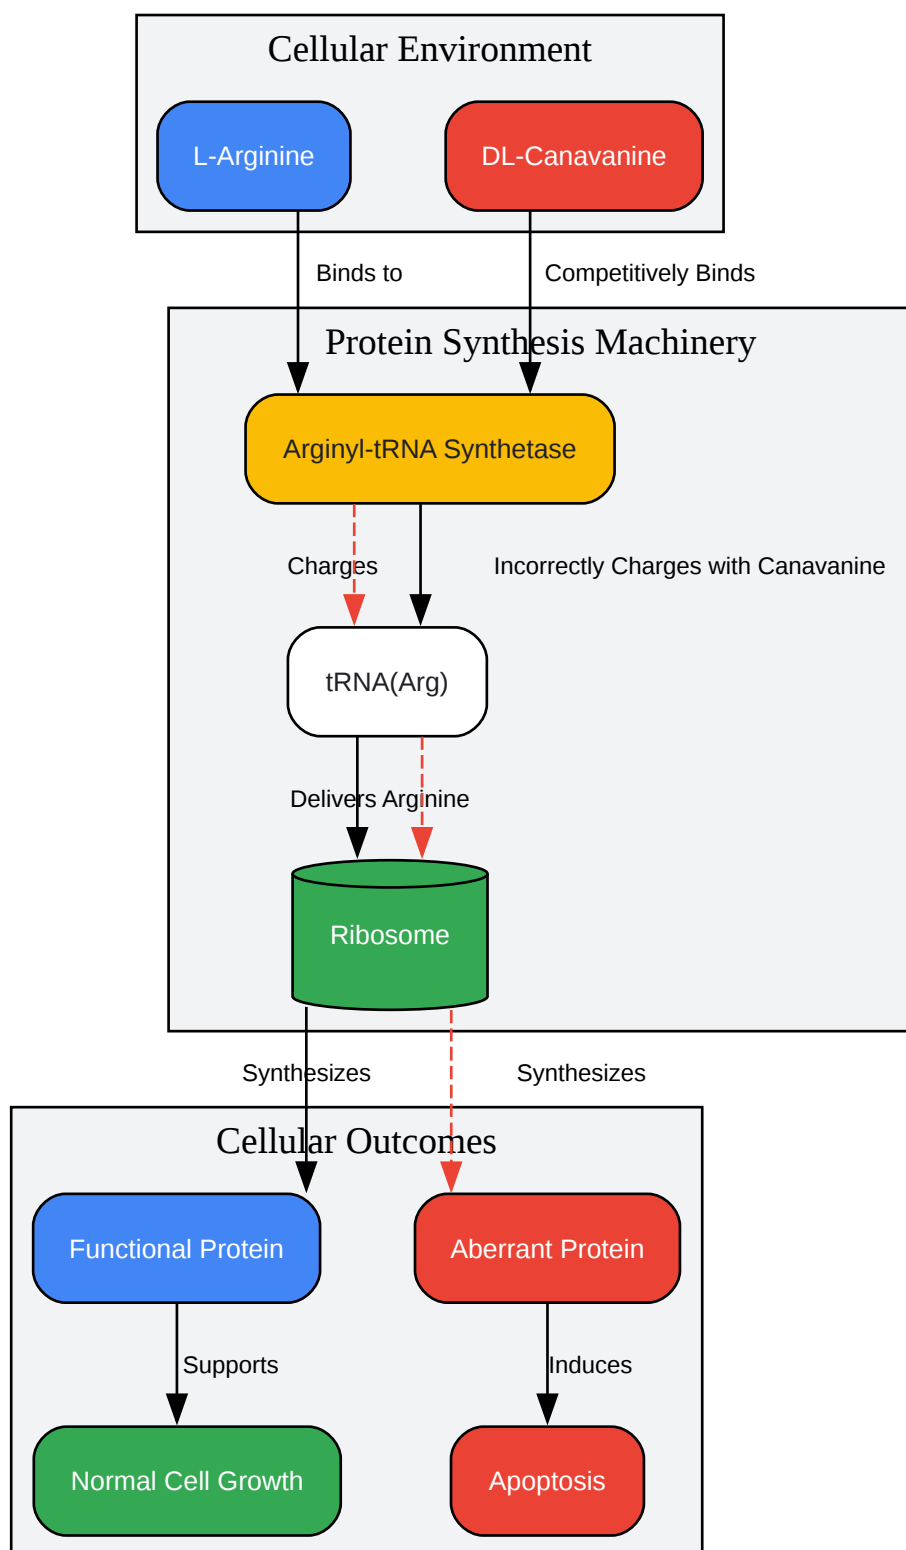 Cellular Environment
L-Arginine
DL-Canavanine
Binds to
Competitively Binds
Protein Synthesis Machinery
Arginyl-tRNA Synthetase
Charges
Incorrectly Charges with Canavanine
tRNA(Arg)
Delivers Arginine
Ribosome
Synthesizes
Synthesizes
Cellular Outcomes
Functional Protein
Aberrant Protein
Supports
Induces
Normal Cell Growth
Apoptosis